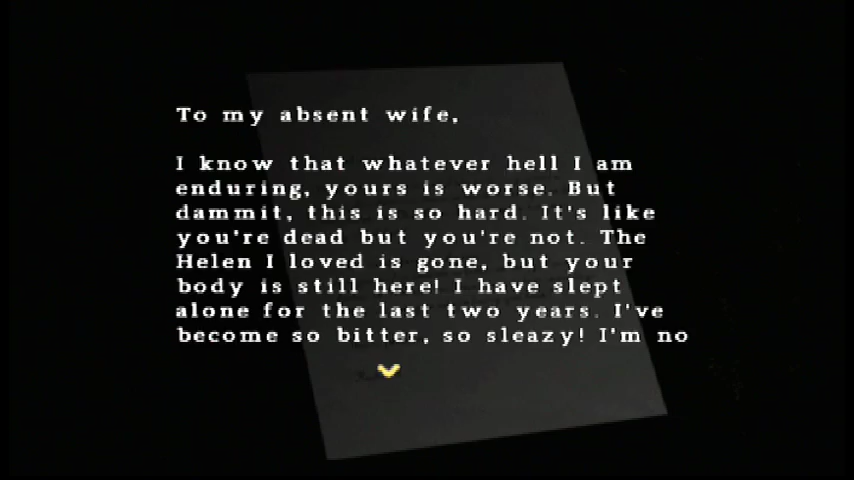 To my absent wife,
I know that whatever hell I am
enduring, yours is worse. But
dammit, this is so hard. It's like
you're dead but you're not. The
Helen I loved is gone, but your
body is still here! I have slept
alone for the last two years. I've
become so bitter, so sleazy! I'm no